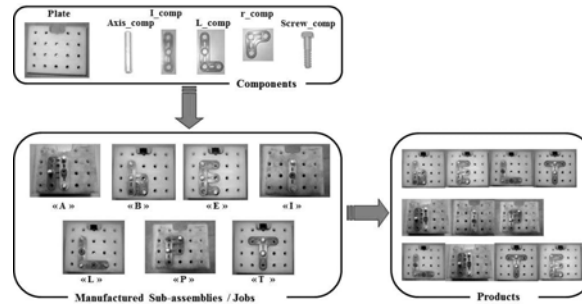 Plate
Axis_comp
I_comp
L_comp
r_comp
Screw_comp
Components
«A»
«B»
«E»
«I»
«L»
«P»
«T»
Manufactured Sub-assemblies / Jobs
Products